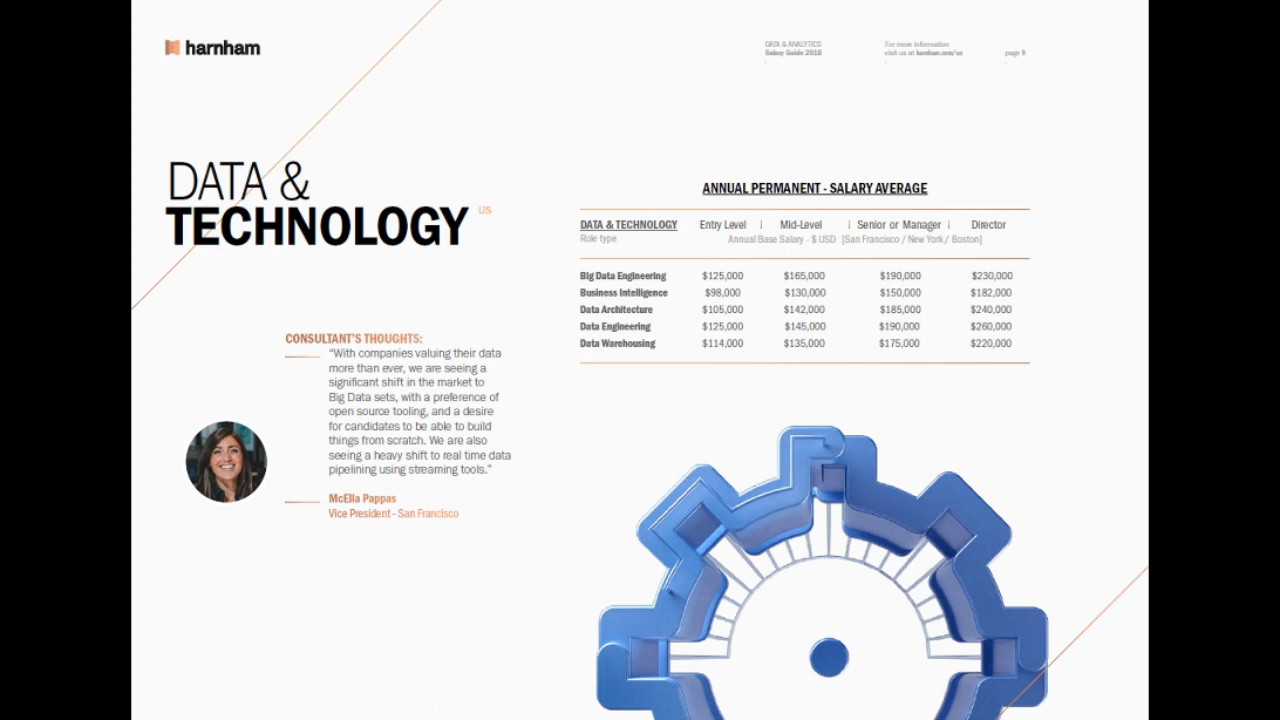 harnham
DATA & ANALYTICS
Salary Guide 2018
For more information
visit us at harnham.com/us
page 9
DATA &
TECHNOLOGY US
CONSULTANT'S THOUGHTS:
“With companies valuing their data
more than ever, we are seeing a
significant shift in the market to
Big Data sets, with a preference of
open source tooling, and a desire
for candidates to be able to build
things from scratch. We are also
seeing a heavy shift to real time data
pipelining using streaming tools.”
McElla Pappas
Vice President - San Francisco
ANNUAL PERMANENT - SALARY AVERAGE
DATA & TECHNOLOGY Entry Level | Mid-Level | Senior or Manager | Director
Role type Annual Base Salary - $ USD [San Francisco / New York / Boston]
Big Data Engineering $125,000 $165,000 $190,000 $230,000
Business Intelligence $98,000 $130,000 $150,000 $182,000
Data Architecture $105,000 $142,000 $185,000 $240,000
Data Engineering $125,000 $145,000 $190,000 $260,000
Data Warehousing $114,000 $135,000 $175,000 $220,000